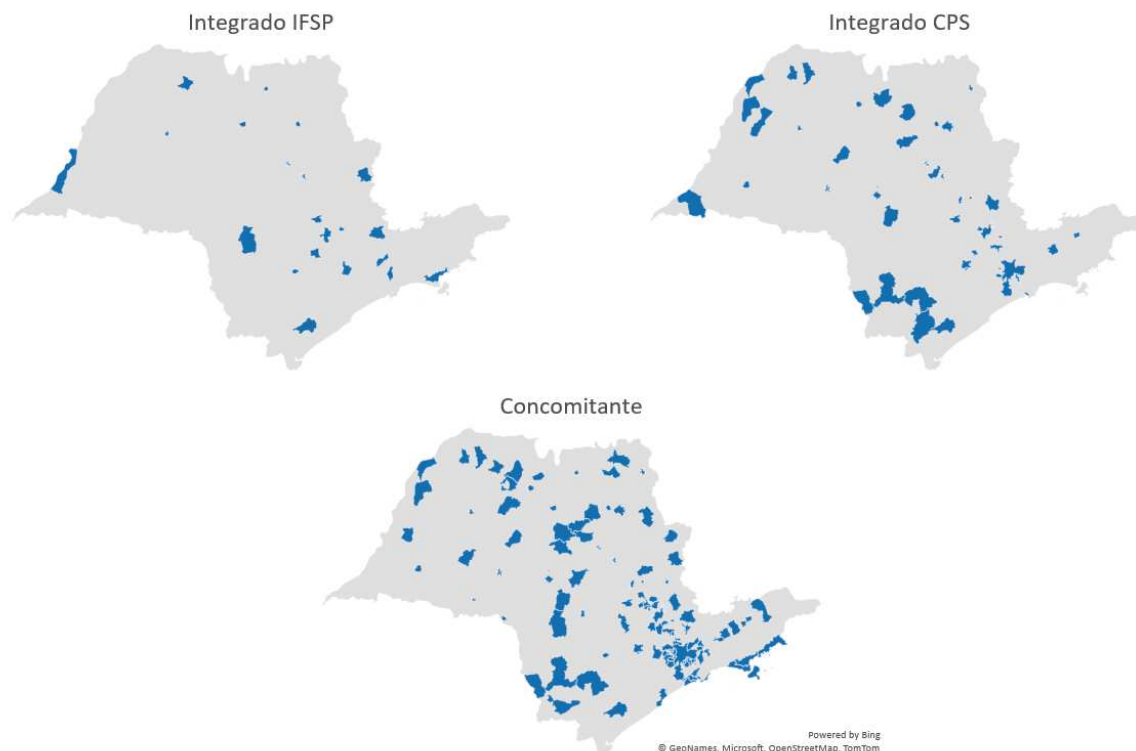 Integrado IFSP
Integrado CPS
Concomitante
Powered by Bing
© GeoNames, Microsoft, OpenStreetMap, TomTom